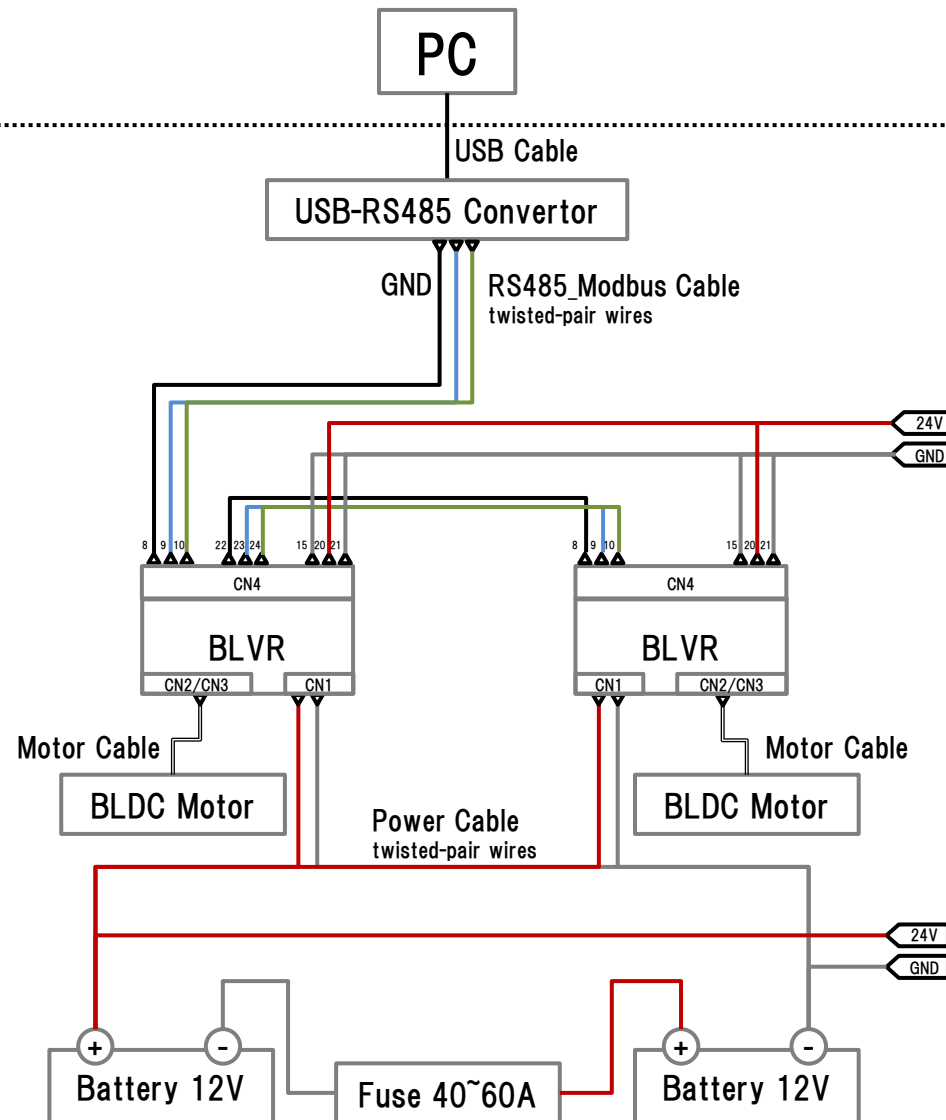 PC
USB Cable
USB-RS485 Convertor
GND
RS485_Modbus Cable
twisted-pair wires
24V
GND
8 9 10 22 23 24 15 20 21
8 9 10 15 20 21
CN4
CN4
BLVR
BLVR
CN2/CN3
CN1
CN1
CN2/CN3
Motor Cable
Motor Cable
BLDC Motor
BLDC Motor
Power Cable
twisted-pair wires
24V
GND
+
-
+
-
Battery 12V
Fuse 40~60A
Battery 12V